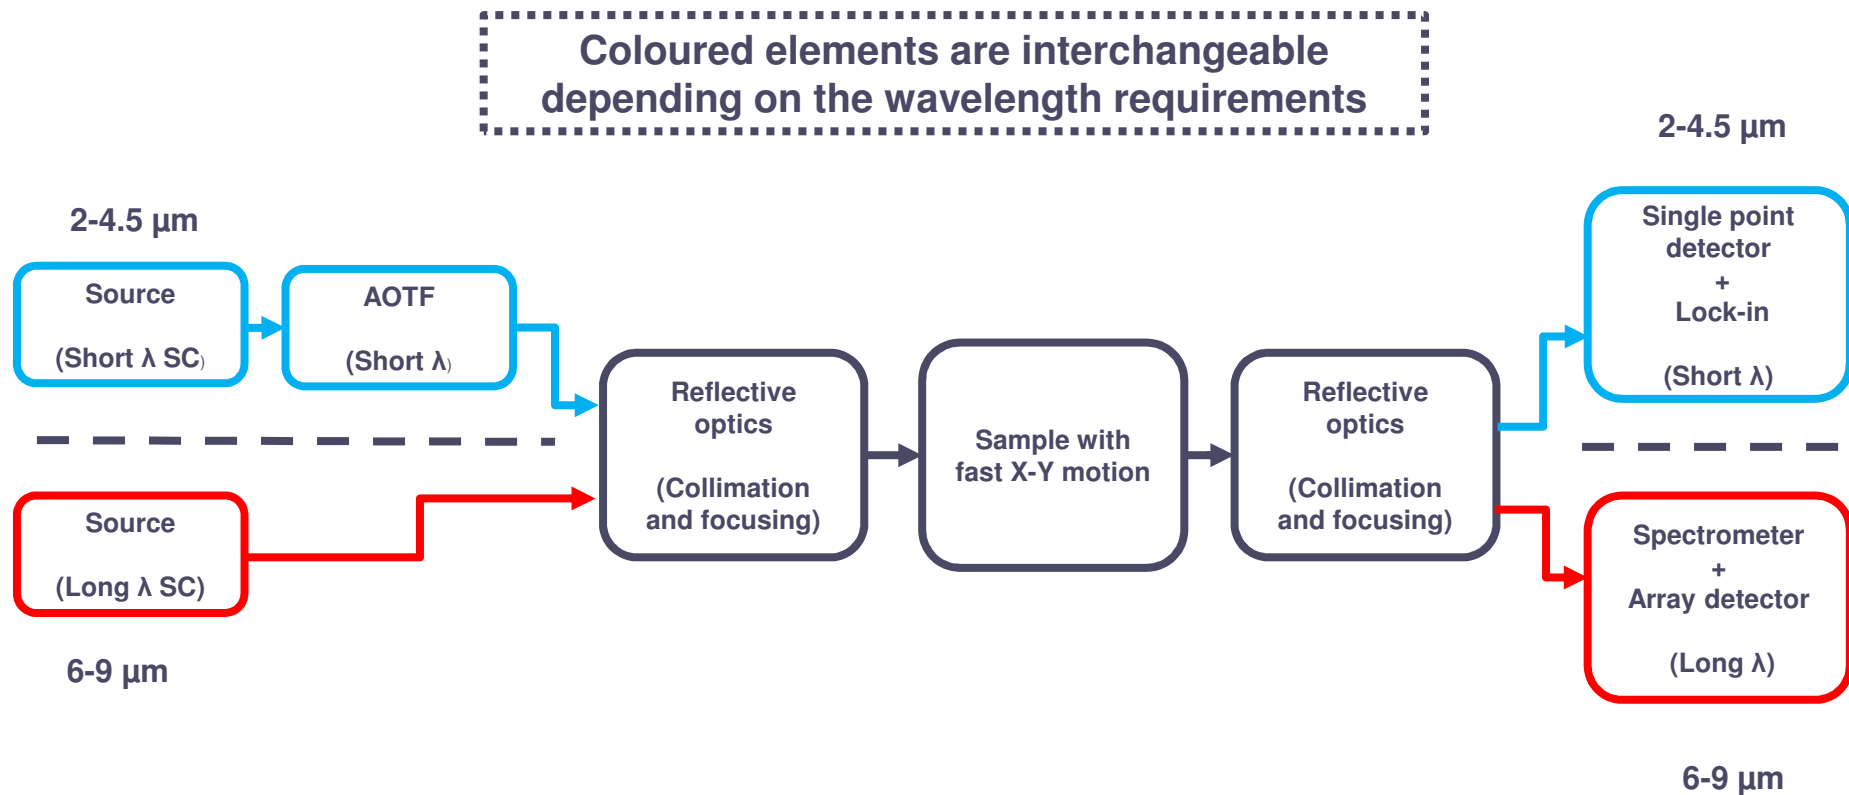 Coloured elements are interchangeable
depending on the wavelength requirements
2-4.5 µm
Source
(Short λ SC)
AOTF
(Short λ)
Source
(Long λ SC)
6-9 µm
Reflective
optics
(Collimation
and focusing)
Sample with
fast X-Y motion
Reflective
optics
(Collimation
and focusing)
2-4.5 µm
Single point
detector
+
Lock-in
(Short λ)
Spectrometer
+
Array detector
(Long λ)
6-9 µm